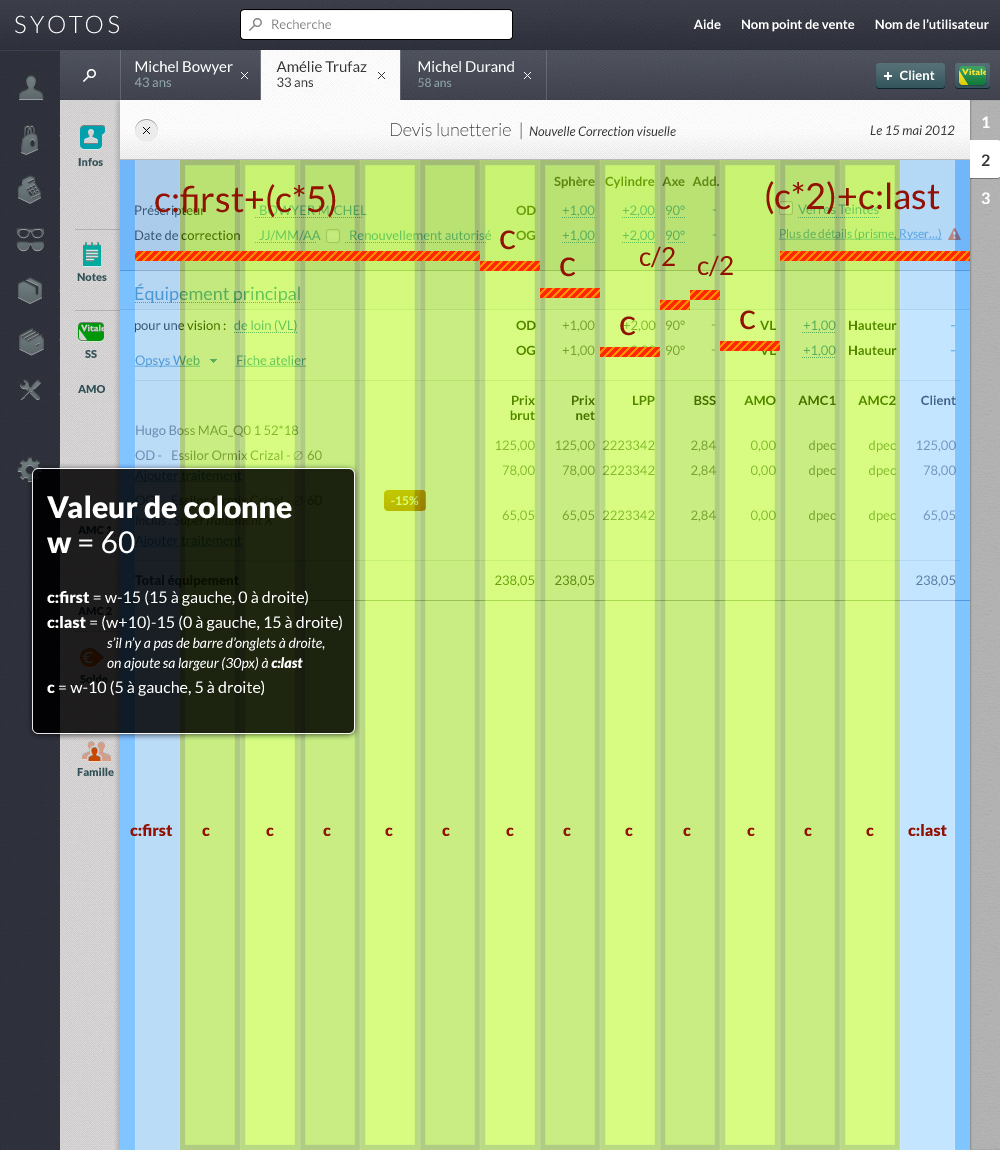 SYOTOS
Recherche
Aide Nom point de vente Nom de l'utilisateur
Michel Bowyer
43 ans
Amélie Trufaz
33 ans
Michel Durand
58 ans
+ Client
Vitale
Devis lunetterie | Nouvelle Correction visuelle
Le 15 mai 2012
1
2
3
Infos
Notes
Vitale
SS
AMO
Famille
c:first+(c*5)
(c*2)+c:last
Sphère Cylindre Axe Add.
Préscripteur BOWYER MICHEL OD +1,00 +2,00 90° - Verres Teintés
Date de correction JJ/MM/AA Renouvellement autorisé OG +1,00 +2,00 90° - Plus de détails (prisme, Ryser...)
c
c
c/2
c/2
c
c
Équipement principal
pour une vision : de loin (VL) OD +1,00 +2,00 90° - VL +1,00 Hauteur -
OG +1,00 90° - VL +1,00 Hauteur -
Opsys Web Fiche atelier
Prix brut Prix net LPP BSS AMO AMC1 AMC2 Client
Hugo Boss MAG_Q0 1 52*18
125,00 125,00 2223342 2,84 0,00 dpec dpec 125,00
OD - Essilor Ormix Crizal - ∅ 60
78,00 78,00 2223342 2,84 dpec 78,00
Ajouter traitement
-15%
65,05 65,05 2223342 2,84 0,00 dpec dpec 65,05
Ajouter traitement
Total équipement 238,05 238,05 238,05
Valeur de colonne
w = 60
c:first = w-15 (15 à gauche, 0 à droite)
c:last = (w+10)-15 (0 à gauche, 15 à droite)
s'il n'y a pas de barre d'onglets à droite,
on ajoute sa largeur (30px) à c:last
c = w-10 (5 à gauche, 5 à droite)
c:first c c c c c c c c c c c c c:last